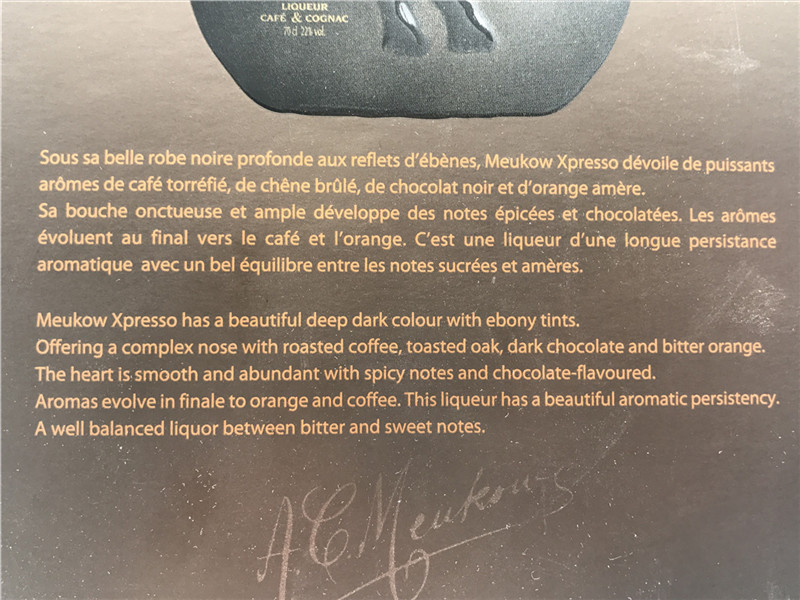 LIQUEUR
CAFÉ & COGNAC
70 cl 22% vol.
Sous sa belle robe noire profonde aux reflets d'ébènes, Meukow Xpresso dévoile de puissants
arômes de café torréfié, de chêne brûlé, de chocolat noir et d'orange amère.
Sa bouche onctueuse et ample développe des notes épicées et chocolatées. Les arômes
évoluent au final vers le café et l'orange. C'est une liqueur d'une longue persistance
aromatique avec un bel équilibre entre les notes sucrées et amères.
Meukow Xpresso has a beautiful deep dark colour with ebony tints.
Offering a complex nose with roasted coffee, toasted oak, dark chocolate and bitter orange.
The heart is smooth and abundant with spicy notes and chocolate-flavoured.
Aromas evolve in finale to orange and coffee. This liqueur has a beautiful aromatic persistency.
A well balanced liquor between bitter and sweet notes.
A.C. Meukow